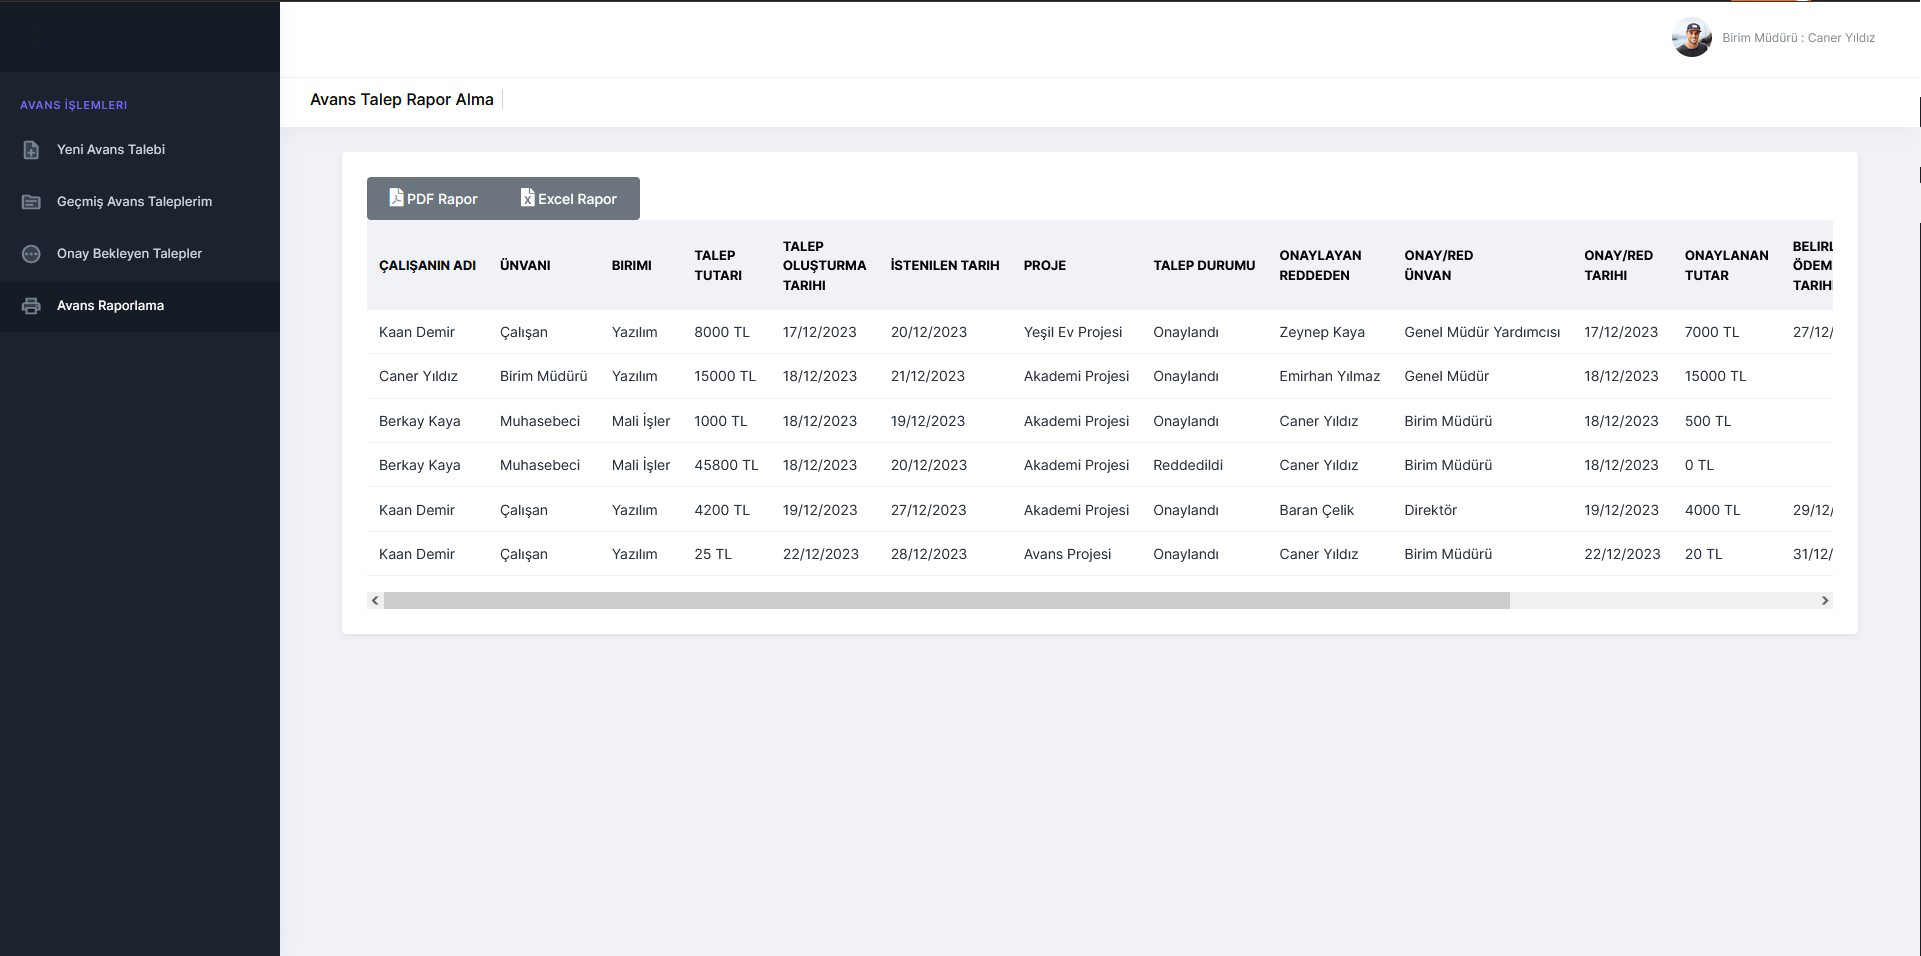 Birim Müdürü : Caner Yıldız
Avans Talep Rapor Alma
AVANS İŞLEMLERI
Yeni Avans Talebi
Geçmiş Avans Taleplerim
Onay Bekleyen Talepler
Avans Raporlama
PDF Rapor Excel Rapor
ÇALIŞANIN ADI ÜNVANI BIRIMI TALEP TUTARI TALEP OLUŞTURMA TARIHI İSTENILEN TARIH PROJE TALEP DURUMU ONAYLAYAN REDDEDEN ONAY/RED ÜNVAN ONAY/RED TARIHI ONAYLANAN TUTAR BELIRL ÖDEM TARIH
Kaan Demir Çalışan Yazılım 8000 TL 17/12/2023 20/12/2023 Yeşil Ev Projesi Onaylandı Zeynep Kaya Genel Müdür Yardımcısı 17/12/2023 7000 TL 27/12/
Caner Yıldız Birim Müdürü Yazılım 15000 TL 18/12/2023 21/12/2023 Akademi Projesi Onaylandı Emirhan Yılmaz Genel Müdür 18/12/2023 15000 TL
Berkay Kaya Muhasebeci Mali İşler 1000 TL 18/12/2023 19/12/2023 Akademi Projesi Onaylandı Caner Yıldız Birim Müdürü 18/12/2023 500 TL
Berkay Kaya Muhasebeci Mali İşler 45800 TL 18/12/2023 20/12/2023 Akademi Projesi Reddedildi Caner Yıldız Birim Müdürü 18/12/2023 0 TL
Kaan Demir Çalışan Yazılım 4200 TL 19/12/2023 27/12/2023 Akademi Projesi Onaylandı Baran Çelik Direktör 19/12/2023 4000 TL 29/12/
Kaan Demir Çalışan Yazılım 25 TL 22/12/2023 28/12/2023 Avans Projesi Onaylandı Caner Yıldız Birim Müdürü 22/12/2023 20 TL 31/12/